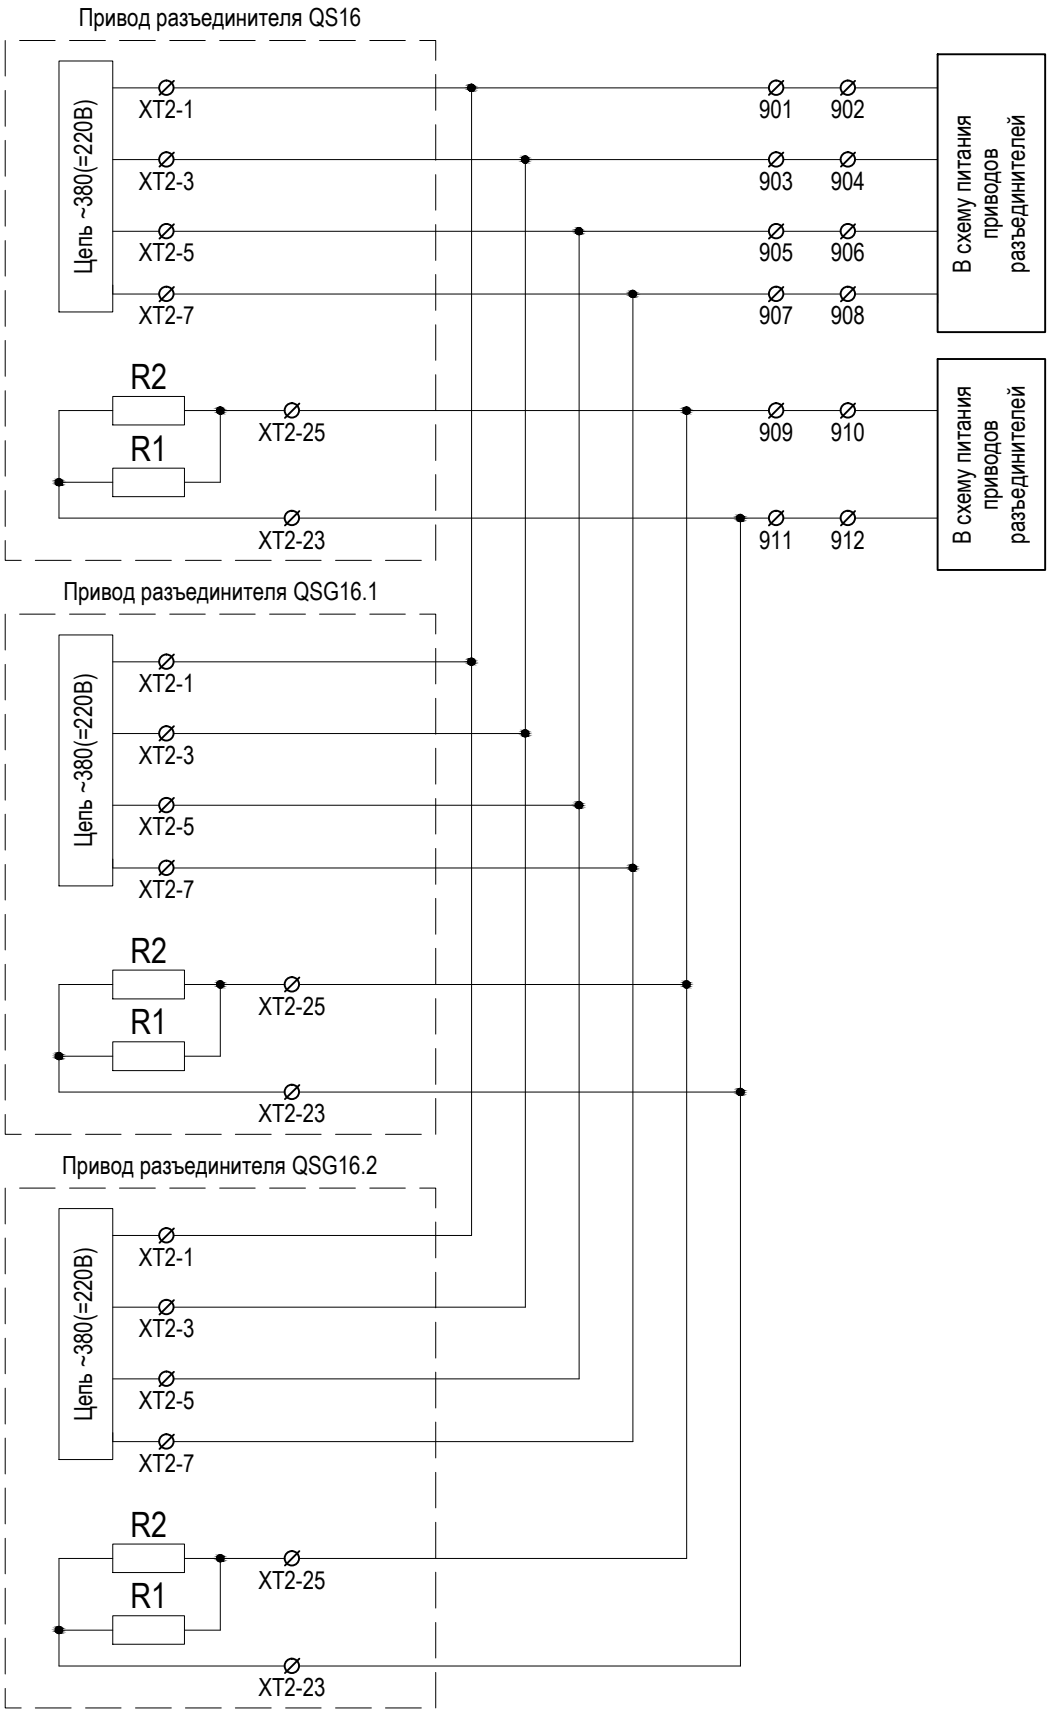 Привод разъединителя QS16
Цепь ~380(=220В)
XT2-1
XT2-3
XT2-5
XT2-7
901
902
903
904
905
906
907
908
В схему питания
приводов
разъединителей
R2
R1
XT2-25
XT2-23
909
910
911
912
В схему питания
приводов
разъединителей
Привод разъединителя QSG16.1
Цепь ~380(=220В)
XT2-1
XT2-3
XT2-5
XT2-7
R2
R1
XT2-25
XT2-23
Привод разъединителя QSG16.2
Цепь ~380(=220В)
XT2-1
XT2-3
XT2-5
XT2-7
R2
R1
XT2-25
XT2-23